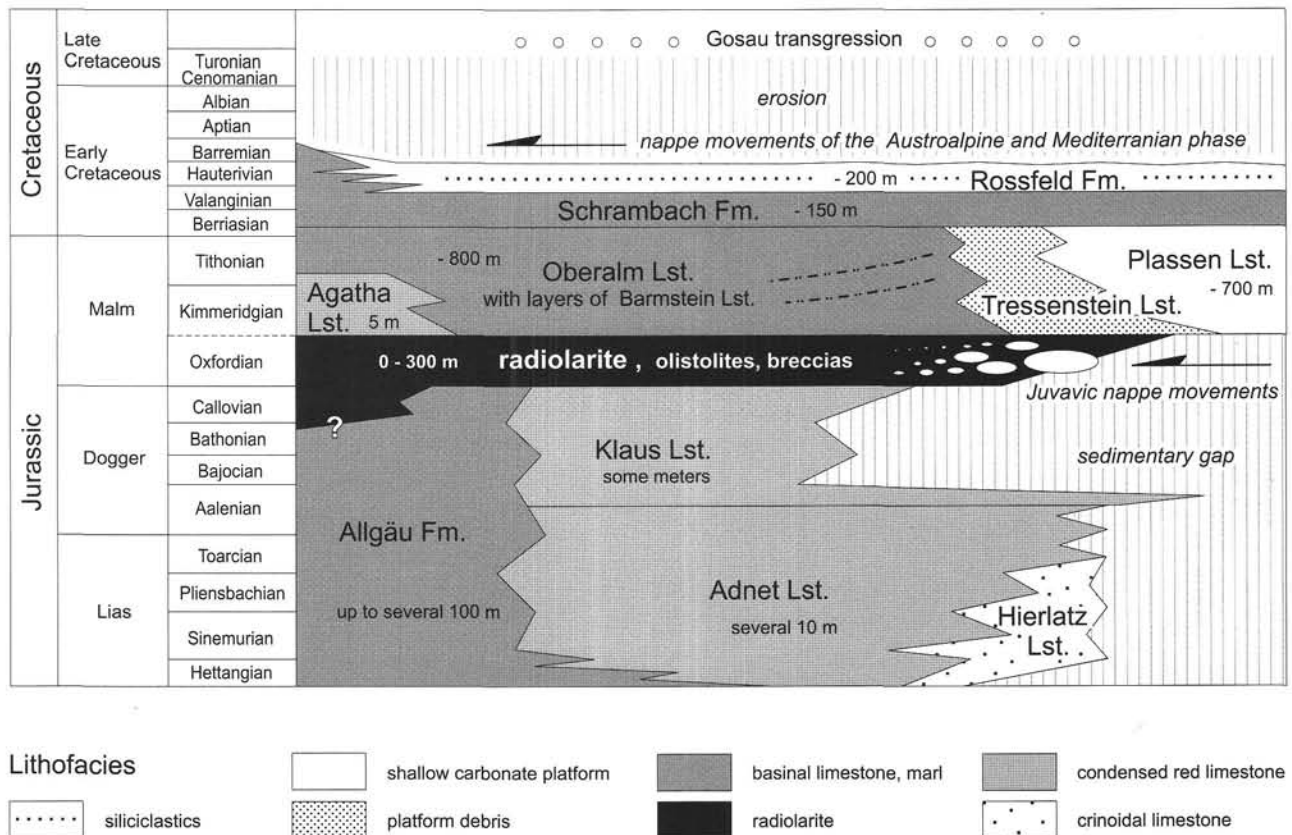 Cretaceous
Late
Cretaceous
Turonian
Cenomanian
Gosau transgression
Early
Cretaceous
Albian
Aptian
Barremian
Hauterivian
Valanginian
Berriasian
erosion
nappe movements of the Austroalpine and Mediterranian phase
- 200 m
Rossfeld Fm.
Schrambach Fm. - 150 m
Jurassic
Malm
Tithonian
Kimmeridgian
Oxfordian
- 800 m
Oberalm Lst.
with layers of Barmstein Lst.
Agatha
Lst. 5 m
Plassen Lst.
- 700 m
Tressenstein Lst.
0 - 300 m radiolarite , olistolites, breccias
Juvavic nappe movements
Dogger
Callovian
Bathonian
Bajocian
Aalenian
?
Klaus Lst.
some meters
sedimentary gap
Allgäu Fm.
up to several 100 m
Lias
Toarcian
Pliensbachian
Sinemurian
Hettangian
Adnet Lst.
several 10 m
Hierlatz
Lst.
Lithofacies
shallow carbonate platform
basinal limestone, marl
condensed red limestone
siliciclastics
platform debris
radiolarite
crinoidal limestone